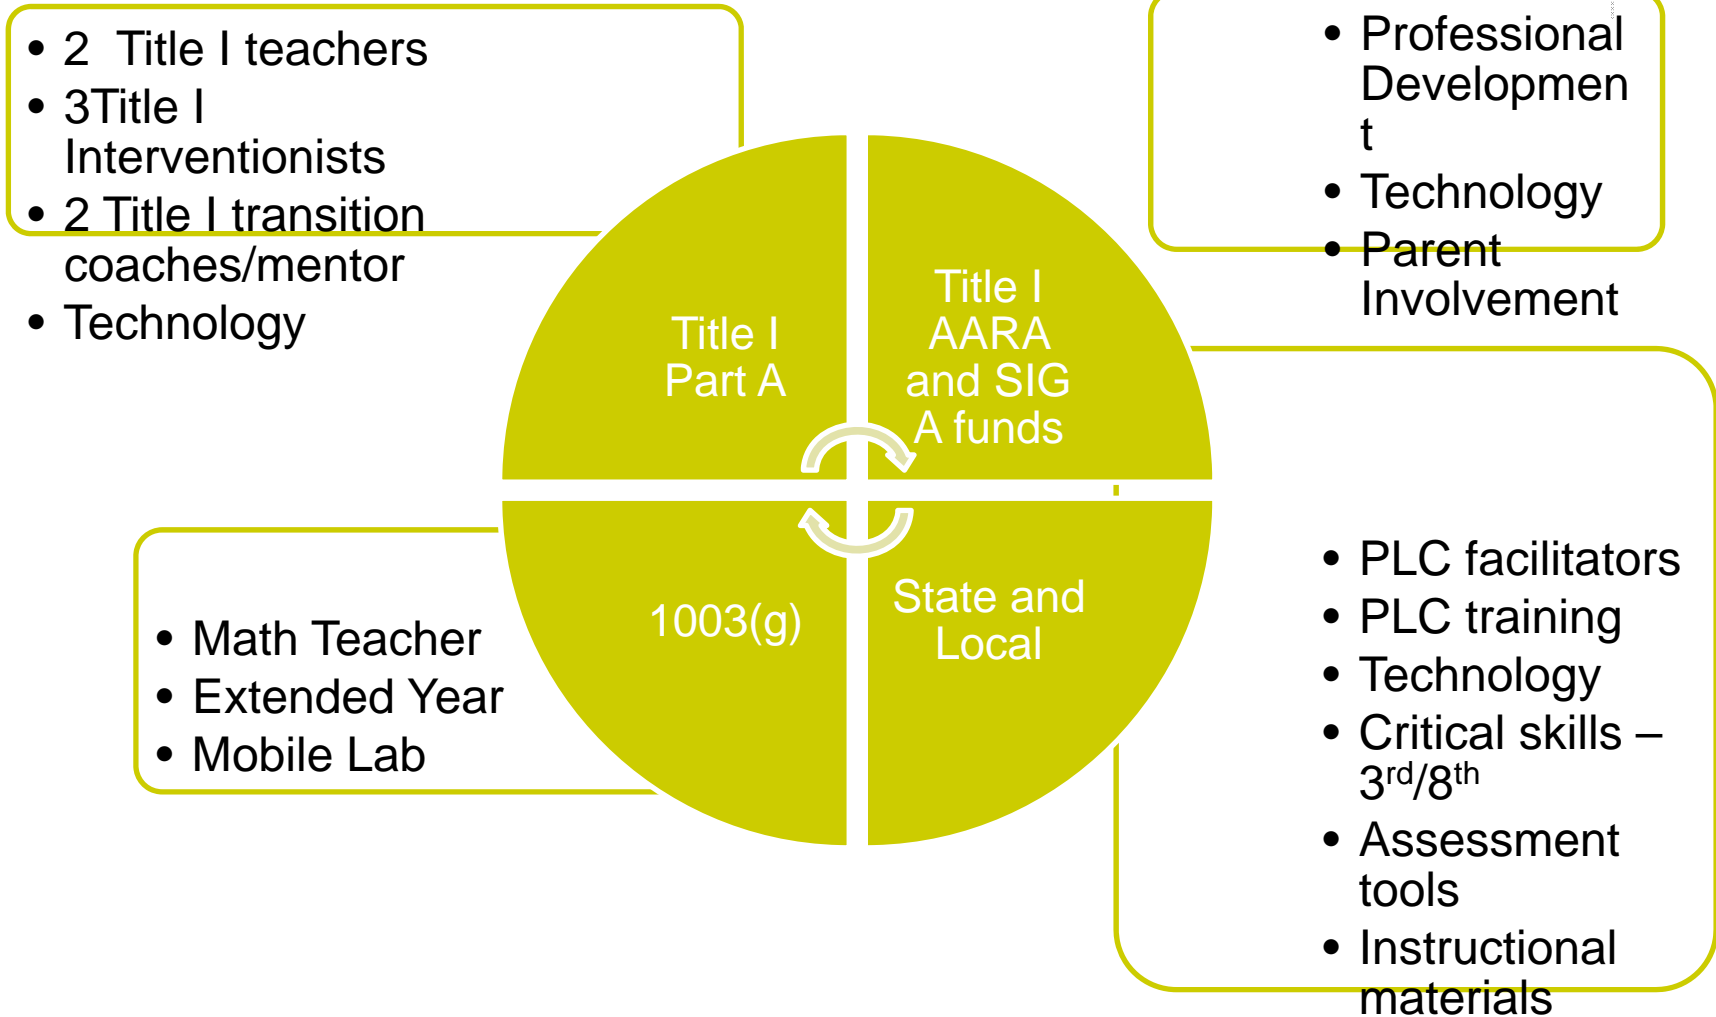 • 2  Title I teachers
• 3Title I
Interventionists
• 2 Title I transition
coaches/mentor
• Technology
• Professional
Developmen
t
• Technology
• Parent
Involvement
Title I
Part A
Title I
AARA
and SIG
A funds
1003(g)
State and
Local
• Math Teacher
• Extended Year
• Mobile Lab
• PLC facilitators
• PLC training
• Technology
• Critical skills –
3rd/8th
• Assessment
tools
• Instructional
materials